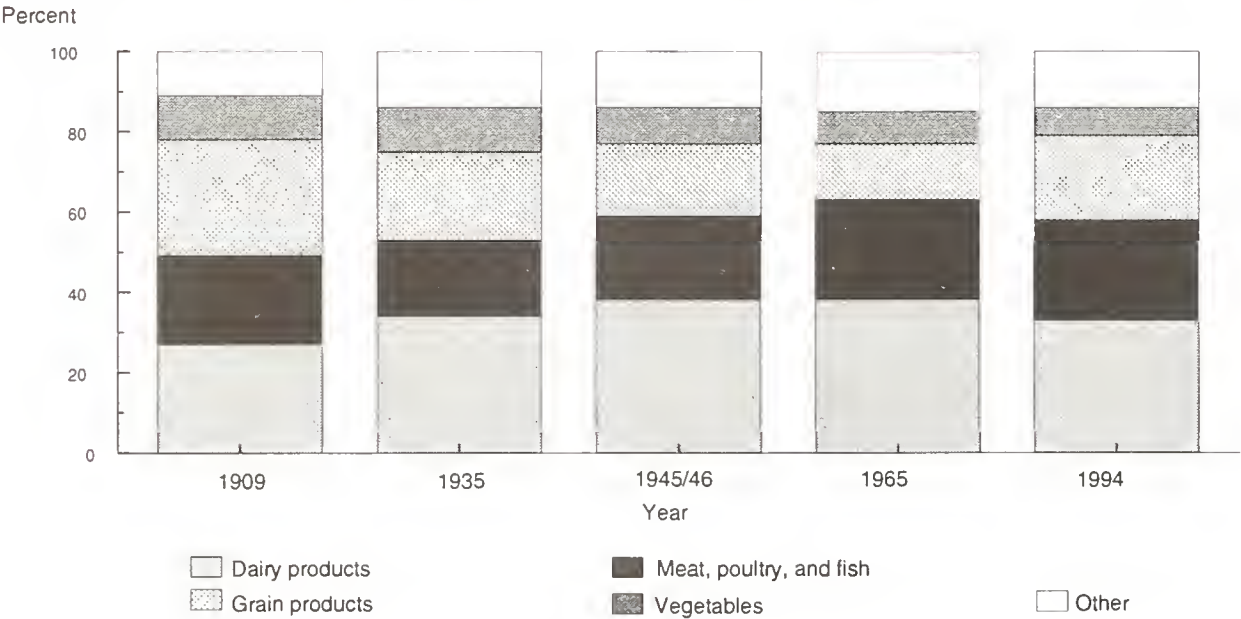 Percent
100
80
60
40
20
0
1909 1935 1945/46 1965 1994
Year
Dairy products Meat, poultry, and fish
Grain products Vegetables Other